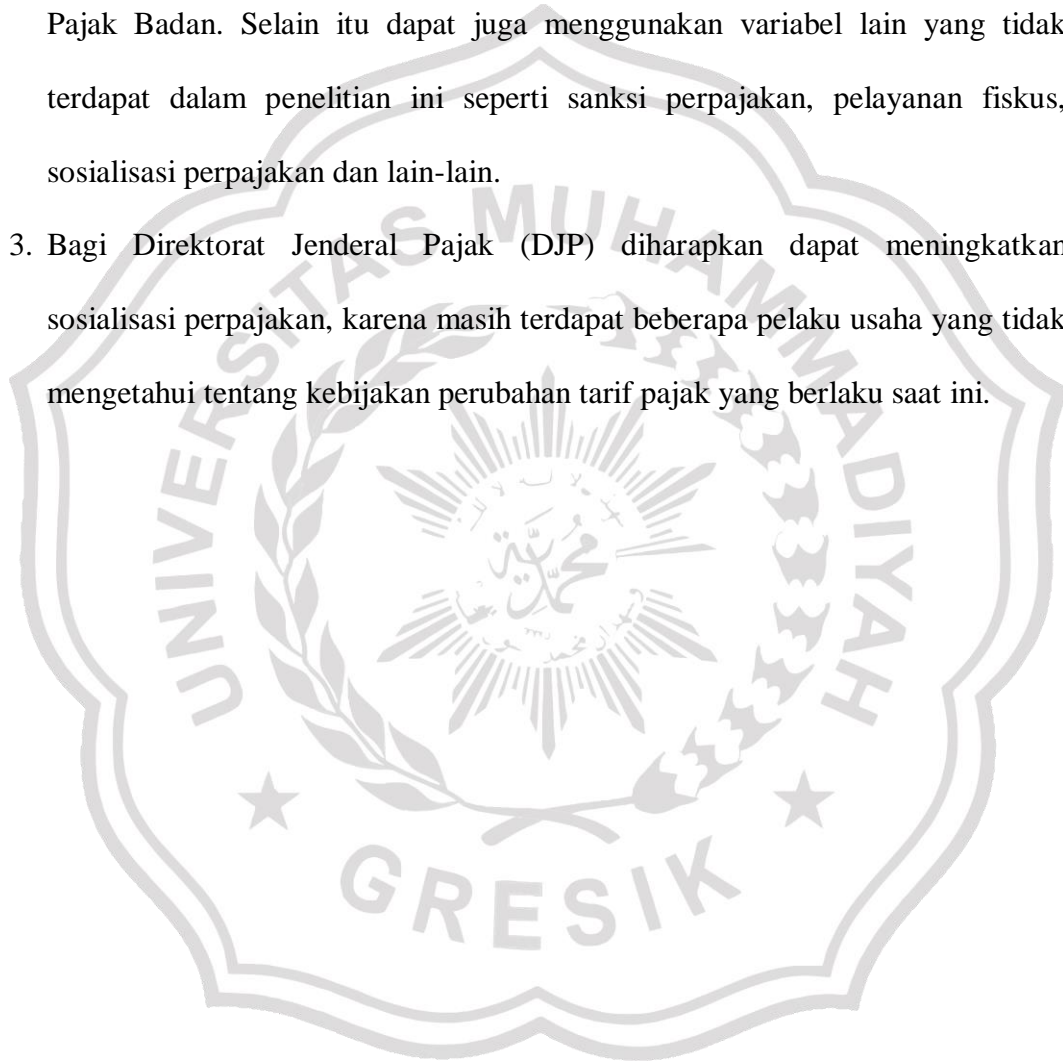 Pajak Badan. Selain itu dapat juga menggunakan variabel lain yang tidak
terdapat dalam penelitian ini seperti sanksi perpajakan, pelayanan fiskus,
sosialisasi perpajakan dan lain-lain.
3. Bagi Direktorat Jenderal Pajak (DJP) diharapkan dapat meningkatkan
sosialisasi perpajakan, karena masih terdapat beberapa pelaku usaha yang tidak
mengetahui tentang kebijakan perubahan tarif pajak yang berlaku saat ini.
UNIVERSITAS MUHAMMADIYAH
GRESIK